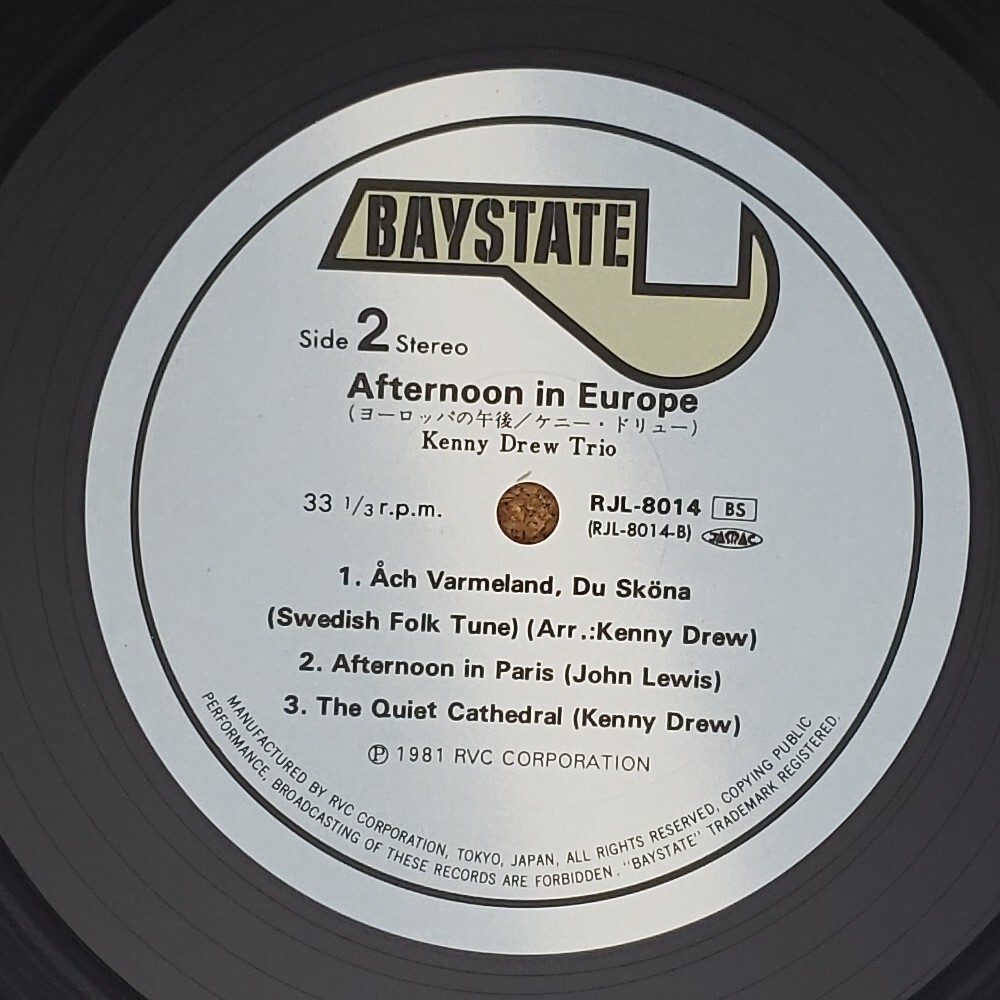 BAYSTATE
Side 2 Stereo
Afternoon in Europe
(ヨーロッパの午後／ケニー・ドリュー)
Kenny Drew Trio
33 1/3 r.p.m.
RJL-8014 BS
(RJL-8014-B) JASRAC
1. Åch Varmeland, Du Sköna
(Swedish Folk Tune) (Arr.:Kenny Drew)
2. Afternoon in Paris (John Lewis)
3. The Quiet Cathedral (Kenny Drew)
Ⓟ 1981 RVC CORPORATION
MANUFACTURED BY RVC CORPORATION, TOKYO, JAPAN, ALL RIGHTS RESERVED, COPYING PUBLIC
PERFORMANCE, BROADCASTING OF THESE RECORDS ARE FORBIDDEN. "BAYSTATE" TRADEMARK REGISTERED.